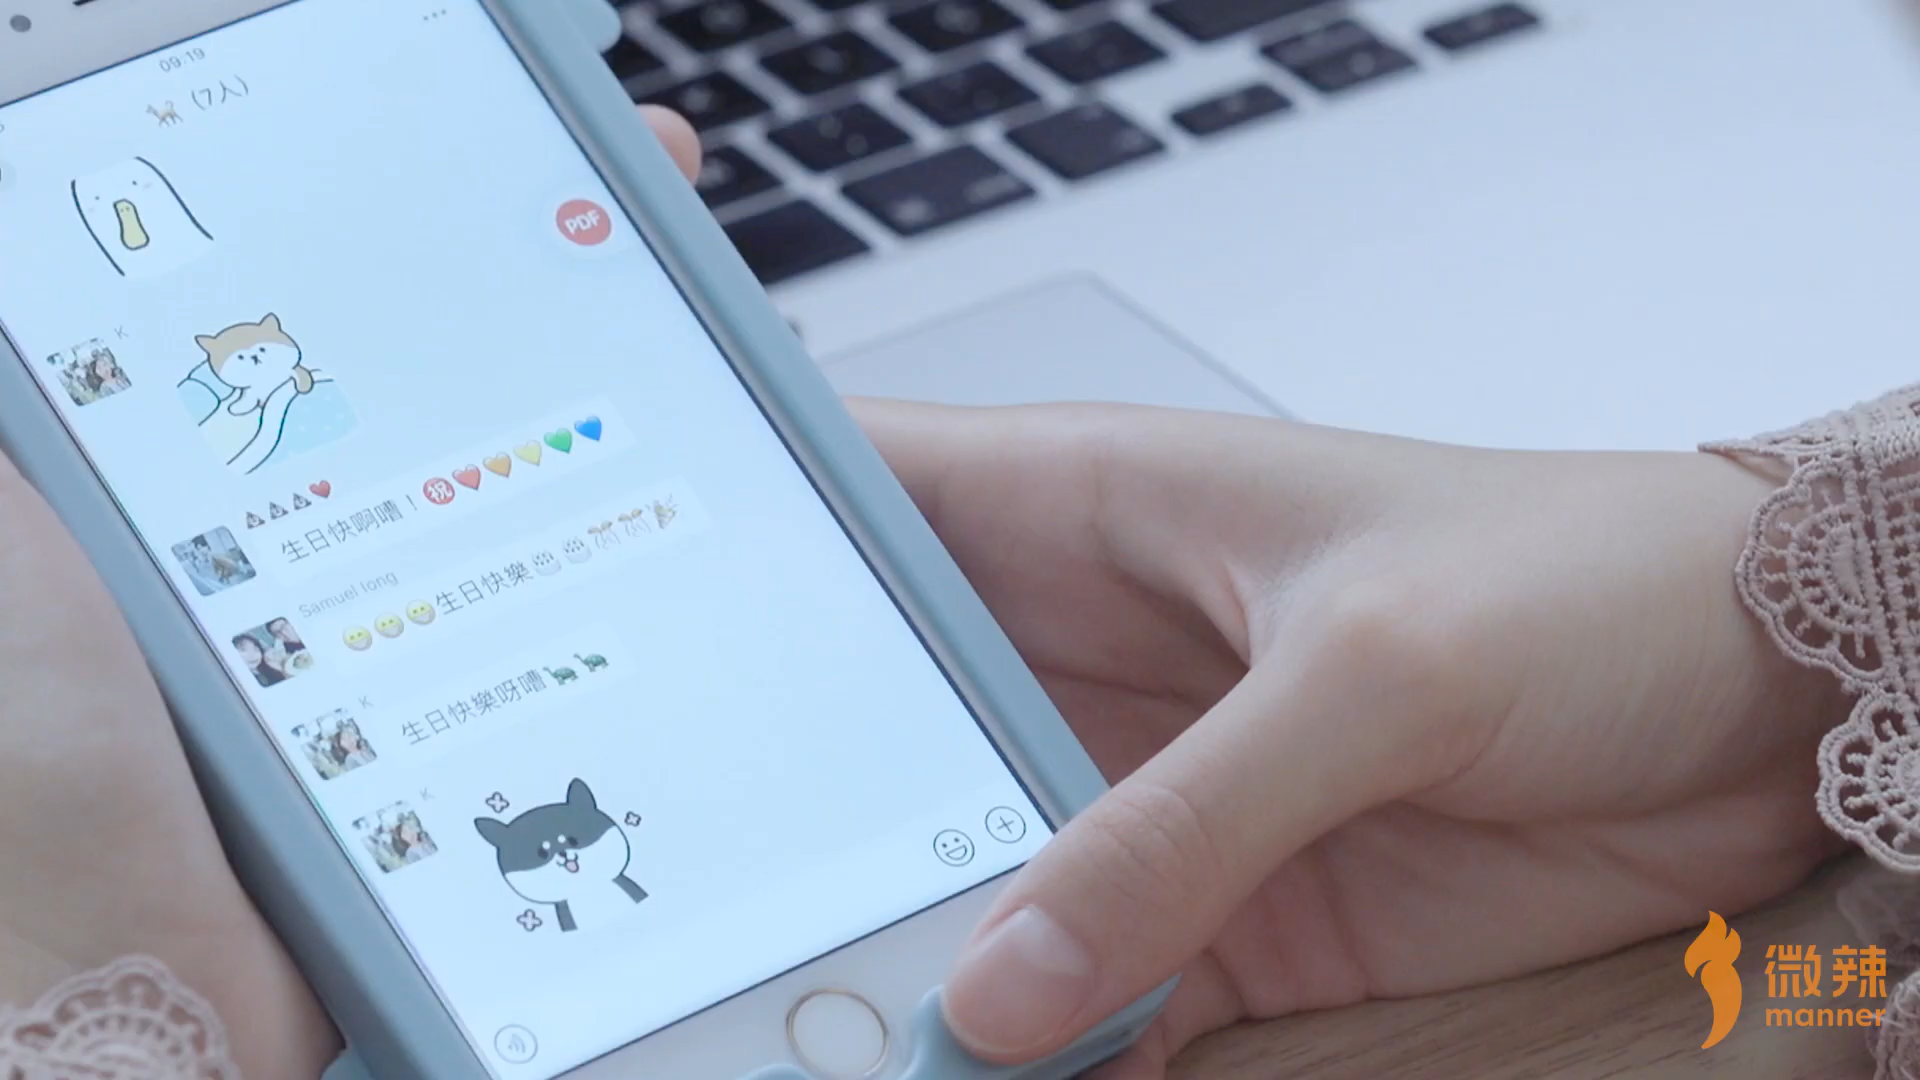 09:19
(7人)
PDF
K
生日快啊嘈！㊗
Samuel long
生日快樂
K
生日快樂呀嘈
K
微辣
manner